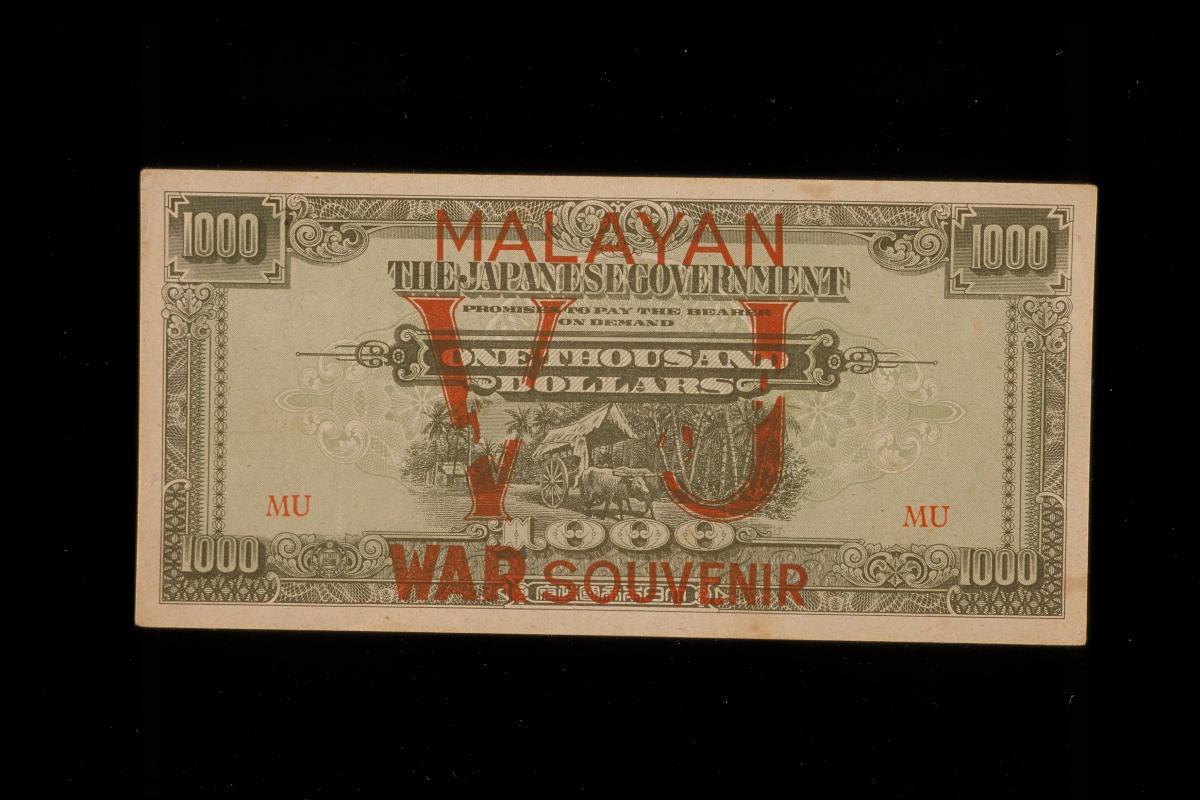 1000 1000
MALAYAN
THE JAPANESE GOVERNMENT
VJ
PROMISES TO PAY THE BEARER
ON DEMAND
ONE THOUSAND
DOLLARS
MU MU
1000
1000 1000
WAR SOUVENIR